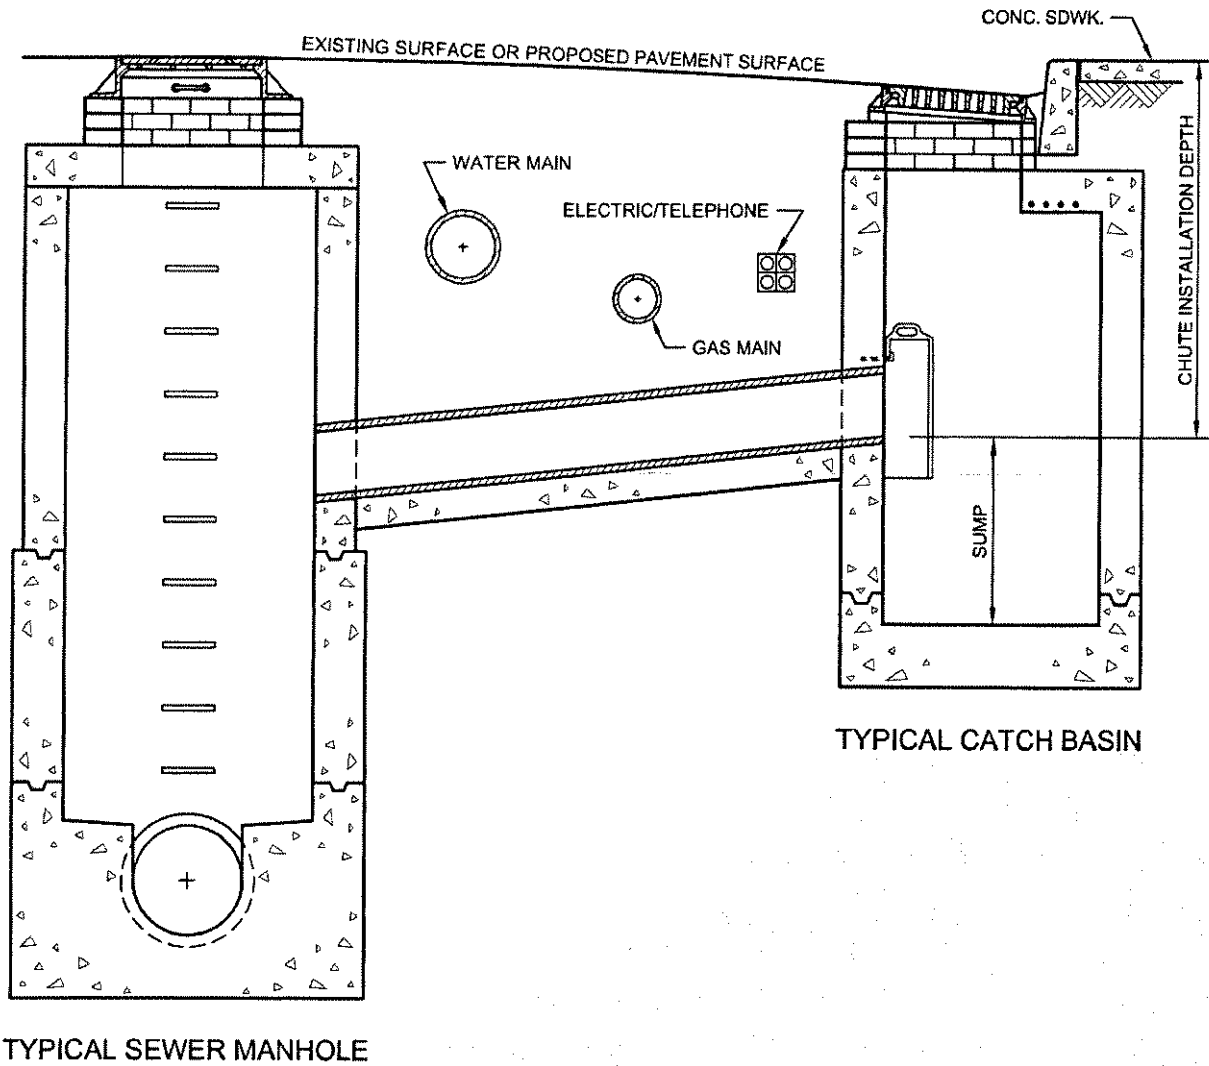 CONC. SDWK.
EXISTING SURFACE OR PROPOSED PAVEMENT SURFACE
WATER MAIN
ELECTRIC/TELEPHONE
GAS MAIN
CHUTE INSTALLATION DEPTH
SUMP
TYPICAL CATCH BASIN
TYPICAL SEWER MANHOLE